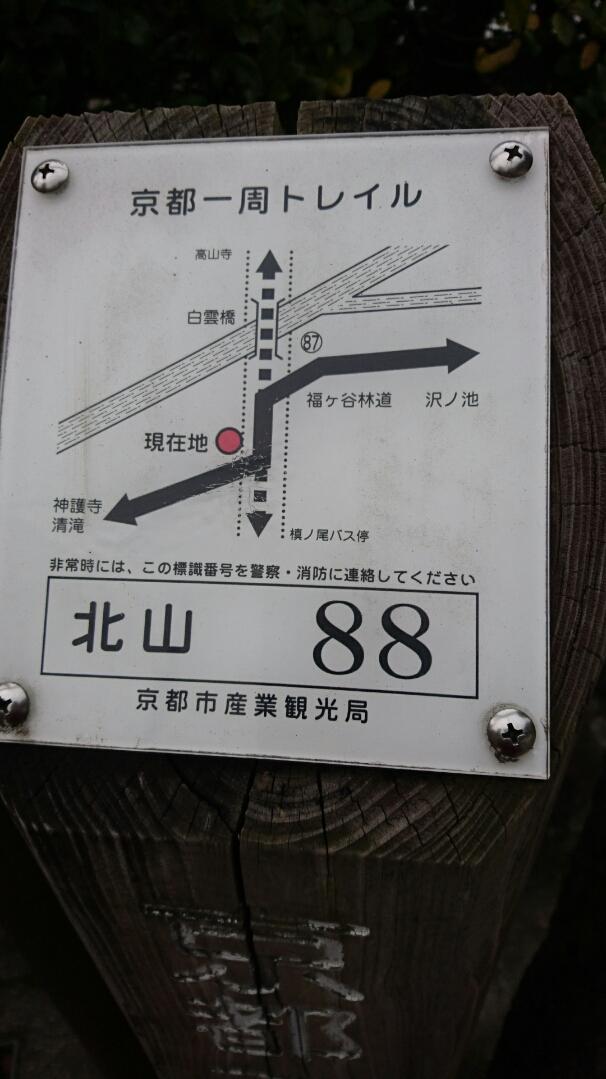 京都一周トレイル
高山寺
白雲橋
87
福ヶ谷林道 沢ノ池
現在地
神護寺
清滝
槙ノ尾バス停
非常時には、この標識番号を警察・消防に連絡してください
北山 88
京都市産業観光局
京都